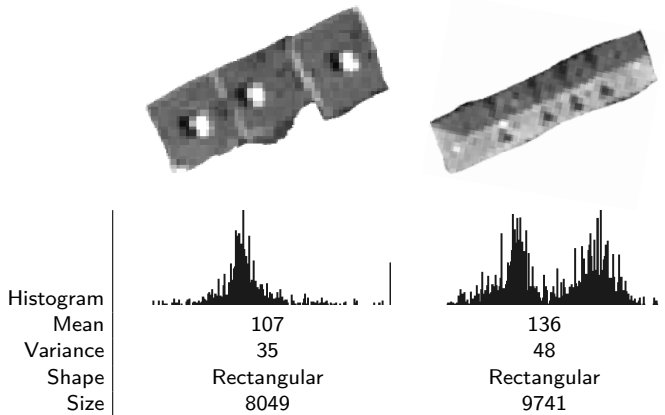 Histogram
Mean 107 136
Variance 35 48
Shape Rectangular Rectangular
Size 8049 9741